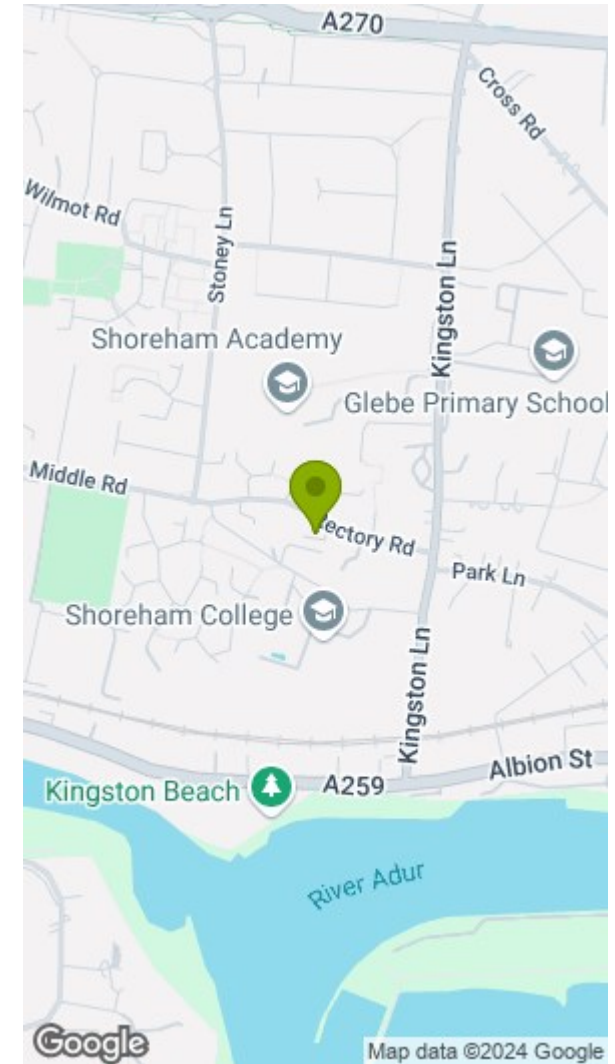 A270
Cross Rd
Wilmot Rd
Stoney Ln
Kingston Ln
Shoreham Academy
Glebe Primary School
Middle Rd
Rectory Rd
Park Ln
Shoreham College
Kingston Ln
Albion St
Kingston Beach
A259
River Adur
Google
Map data ©2024 Google